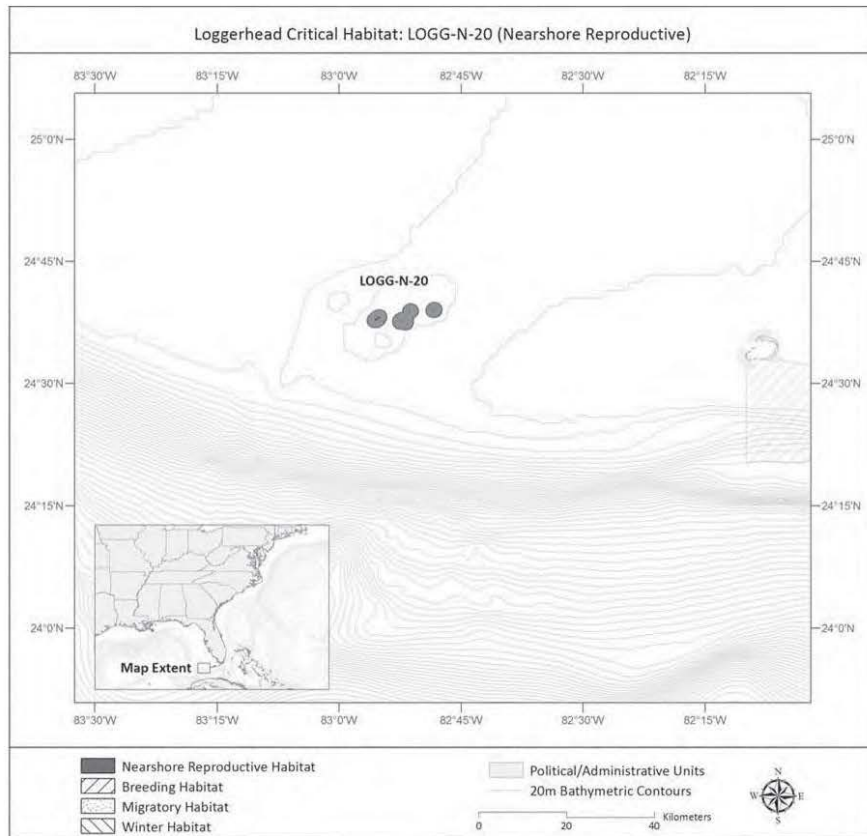 Loggerhead Critical Habitat: LOGG-N-20 (Nearshore Reproductive)
83°30'W 83°15'W 83°0'W 82°45'W 82°30'W 82°15'W
25°0'N 25°0'N
24°45'N 24°45'N
LOGG-N-20
24°30'N 24°30'N
24°15'N 24°15'N
24°0'N 24°0'N
Map Extent
83°30'W 83°15'W 83°0'W 82°45'W 82°30'W 82°15'W
Nearshore Reproductive Habitat
Breeding Habitat
Migratory Habitat
Winter Habitat
Political/Administrative Units
20m Bathymetric Contours
Kilometers
0 20 40
N
W E
S